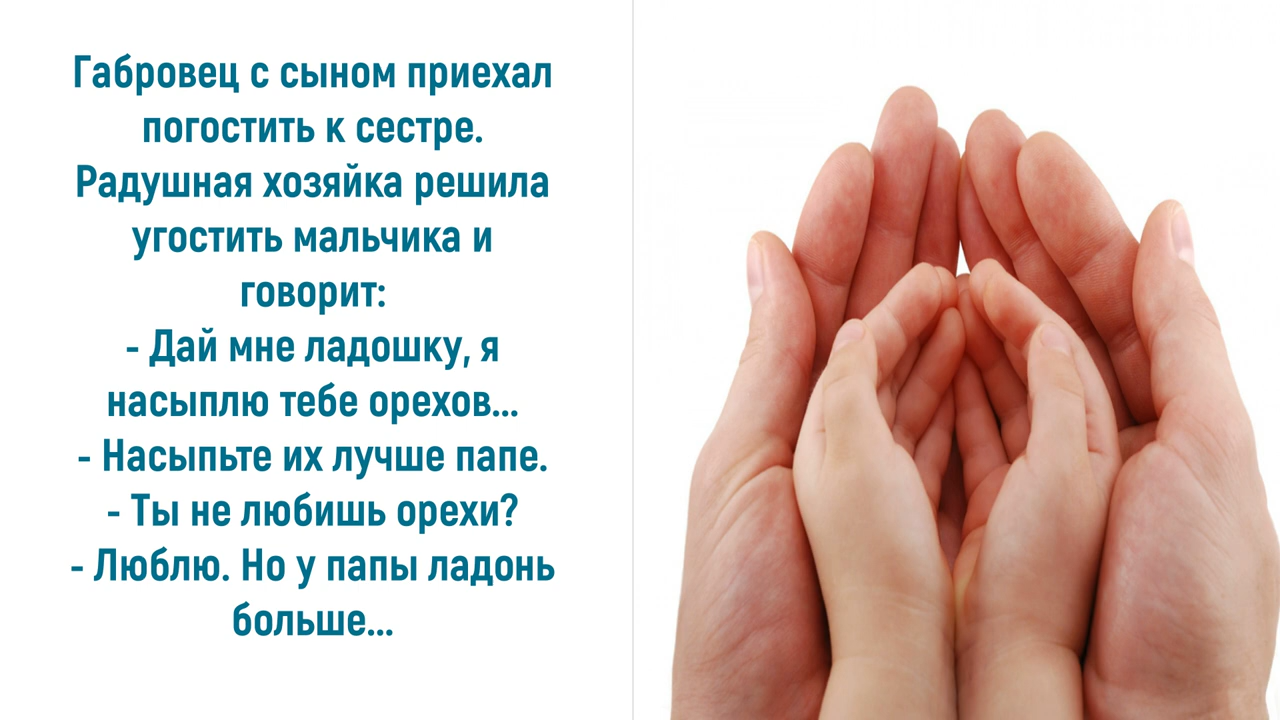 Габровец с сыном приехал
погостить к сестре.
Радушная хозяйка решила
угостить мальчика и
говорит:
- Дай мне ладошку, я
насыплю тебе орехов...
- Насыпьте их лучше папе.
- Ты не любишь орехи?
- Люблю. Но у папы ладонь
больше...